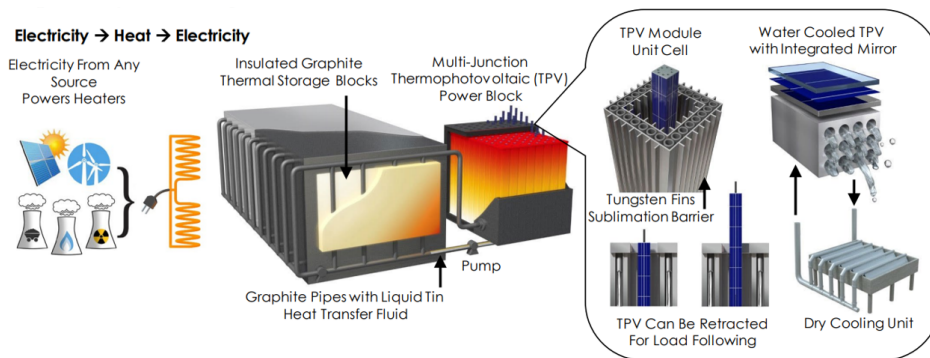 Electricity → Heat → Electricity
Electricity From Any
Source
Powers Heaters
Insulated Graphite
Thermal Storage Blocks
Multi-Junction
Thermophotovoltaic (TPV)
Power Block
Pump
Graphite Pipes with Liquid Tin
Heat Transfer Fluid
TPV Module
Unit Cell
Water Cooled TPV
with Integrated Mirror
Tungsten Fins
Sublimation Barrier
TPV Can Be Retracted
For Load Following
Dry Cooling Unit